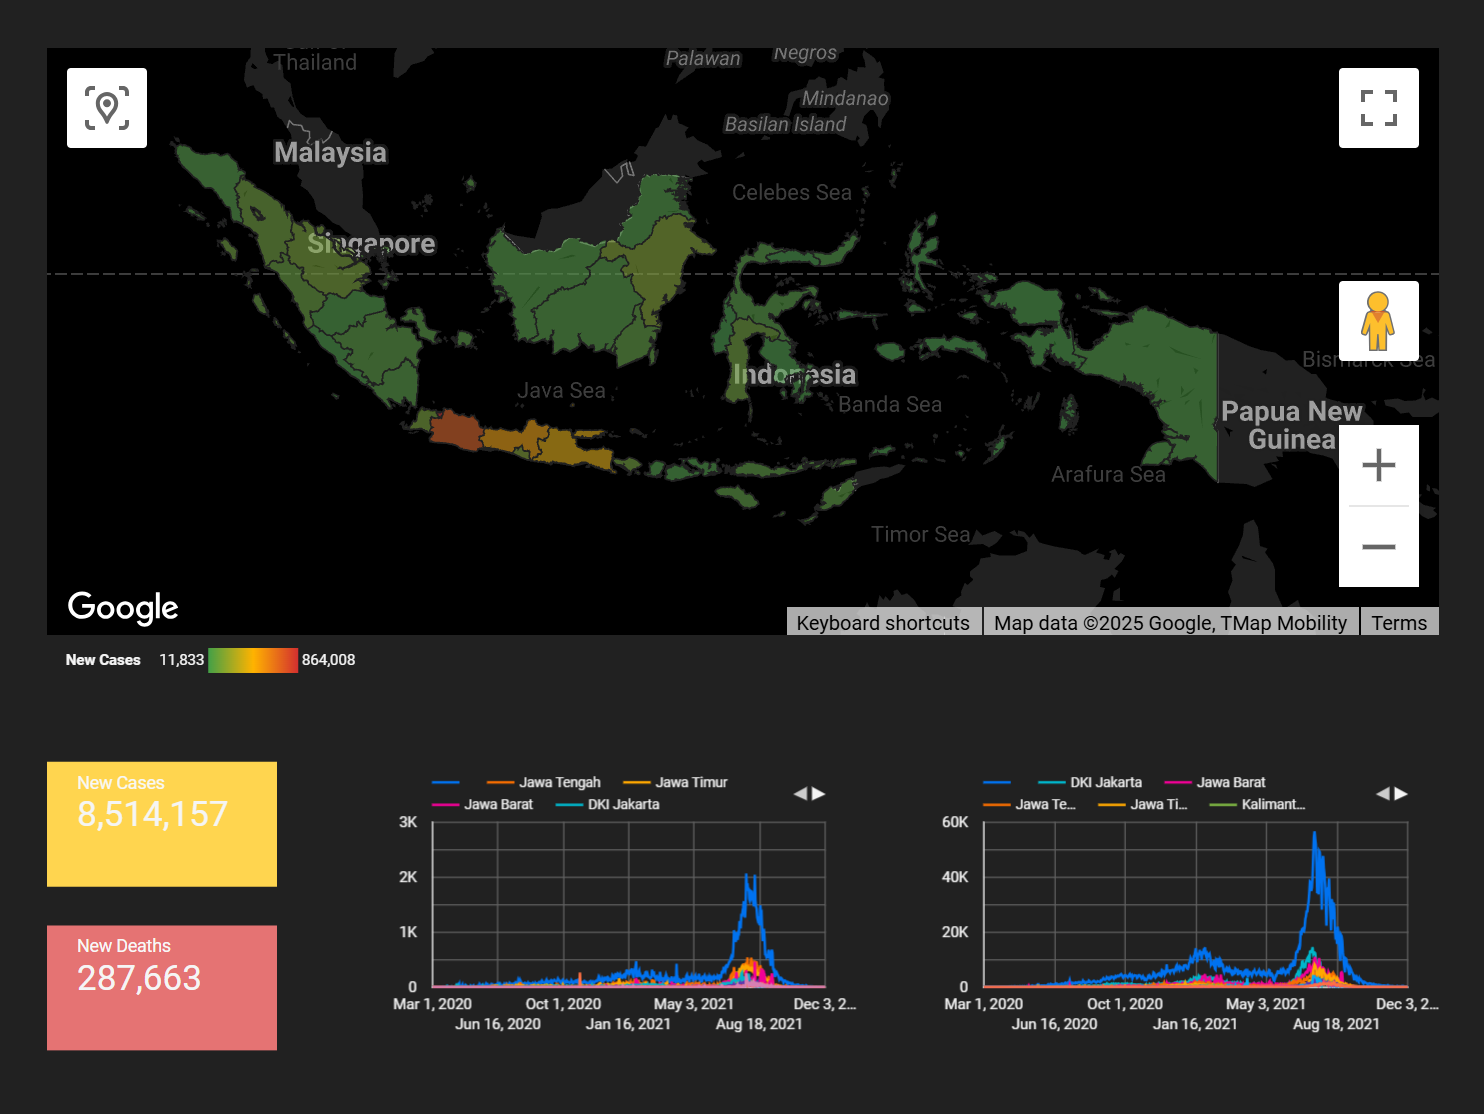 Thailand
Palawan
Negros
Mindanao
Basilan Island
Malaysia
Celebes Sea
Singapore
Indonesia
Java Sea
Banda Sea
Bismarck Sea
Papua New
Guinea
Arafura Sea
Timor Sea
Google
Keyboard shortcuts
Map data ©2025 Google, TMap Mobility
Terms
New Cases 11,833 864,008
New Cases
8,514,157
New Deaths
287,663
Jawa Tengah Jawa Timur
Jawa Barat DKI Jakarta
3K
2K
1K
0
Mar 1, 2020 Oct 1, 2020 May 3, 2021 Dec 3, 2...
Jun 16, 2020 Jan 16, 2021 Aug 18, 2021
DKI Jakarta Jawa Barat
Jawa Te... Jawa Ti... Kalimant...
60K
40K
20K
0
Mar 1, 2020 Oct 1, 2020 May 3, 2021 Dec 3, 2...
Jun 16, 2020 Jan 16, 2021 Aug 18, 2021